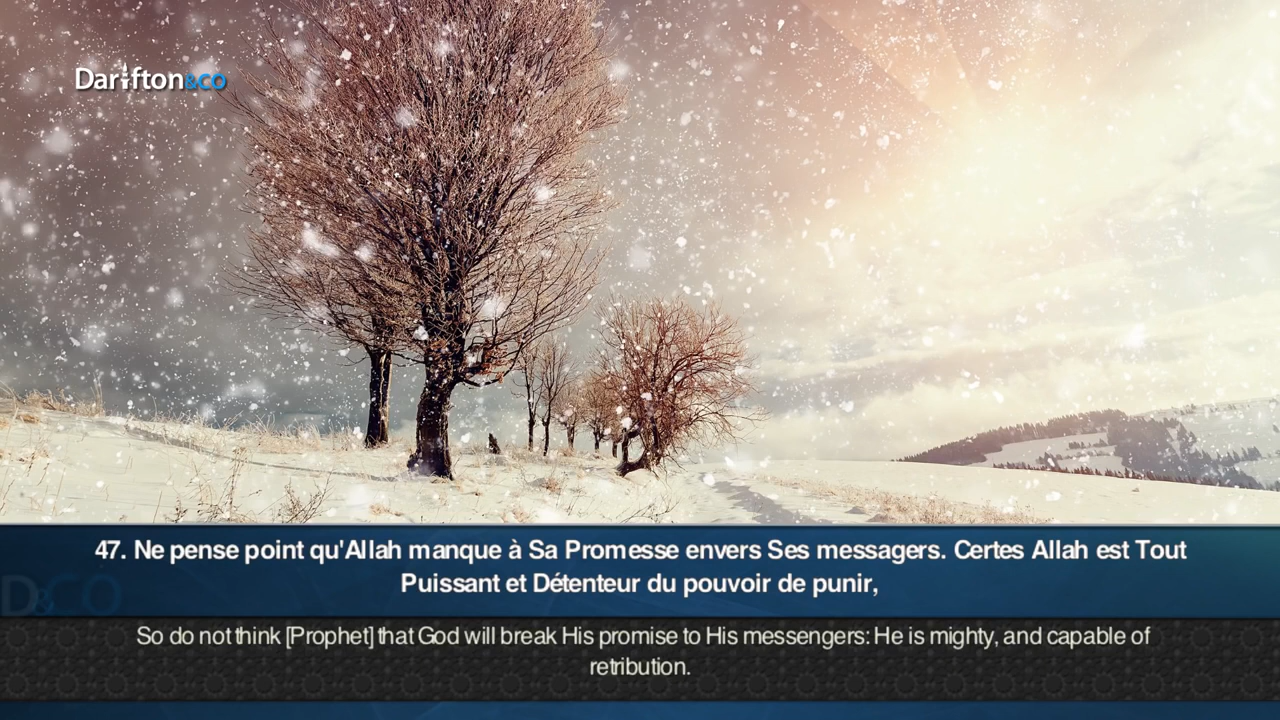 Darifton&co
47. Ne pense point qu'Allah manque à Sa Promesse envers Ses messagers. Certes Allah est Tout
Puissant et Détenteur du pouvoir de punir,
D&CO
So do not think [Prophet] that God will break His promise to His messengers: He is mighty, and capable of
retribution.